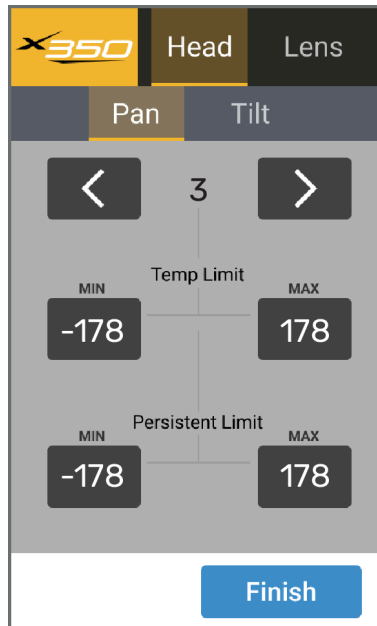 x350 Head Lens
Pan Tilt
< 3 >
Temp Limit
MIN MAX
-178 178
Persistent Limit
MIN MAX
-178 178
Finish